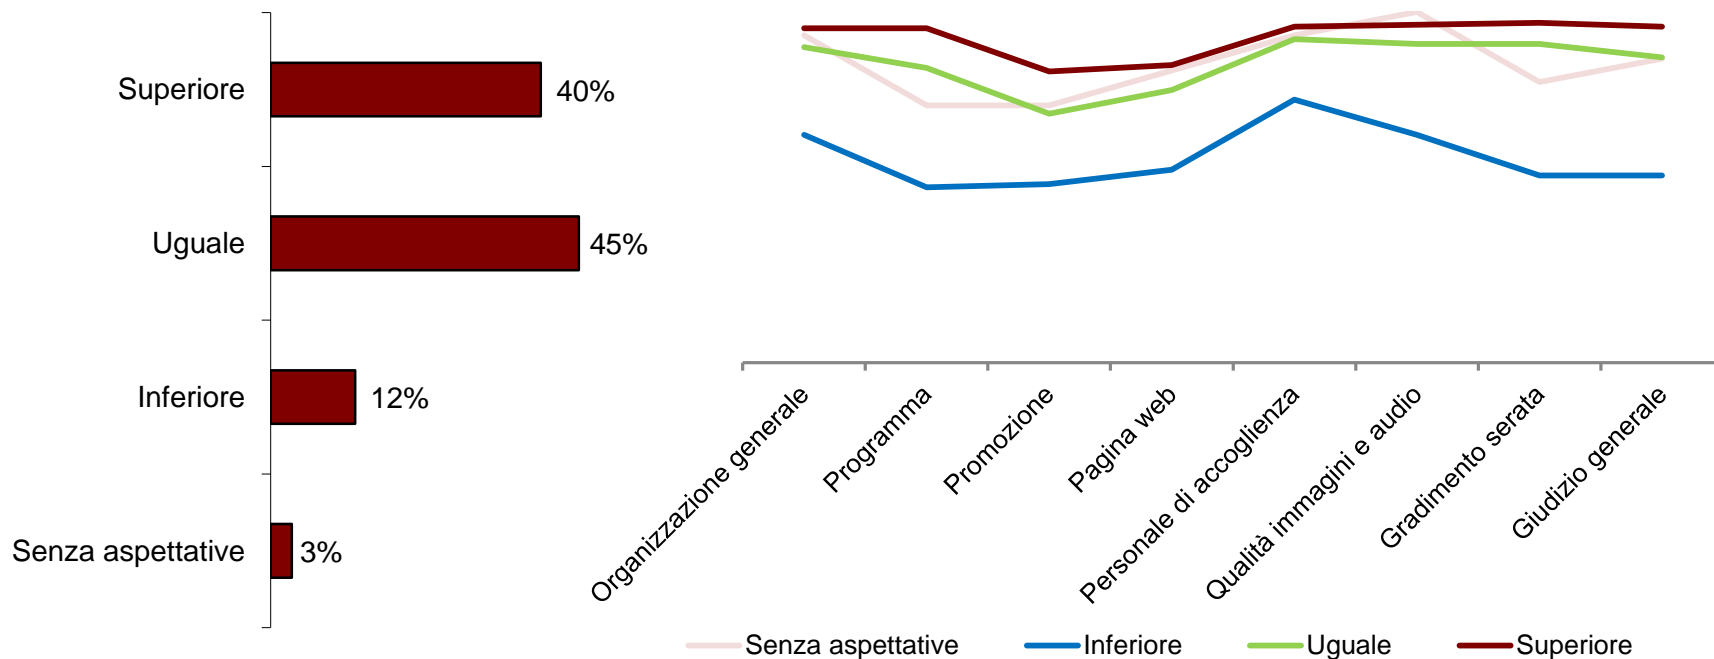 Superiore
40%
Uguale
45%
Inferiore
12%
Senza aspettative
3%
Organizzazione generale
Programma
Promozione
Pagina web
Personale di accoglienza
Qualità immagini e audio
Gradimento serata
Giudizio generale
Senza aspettative
Inferiore
Uguale
Superiore